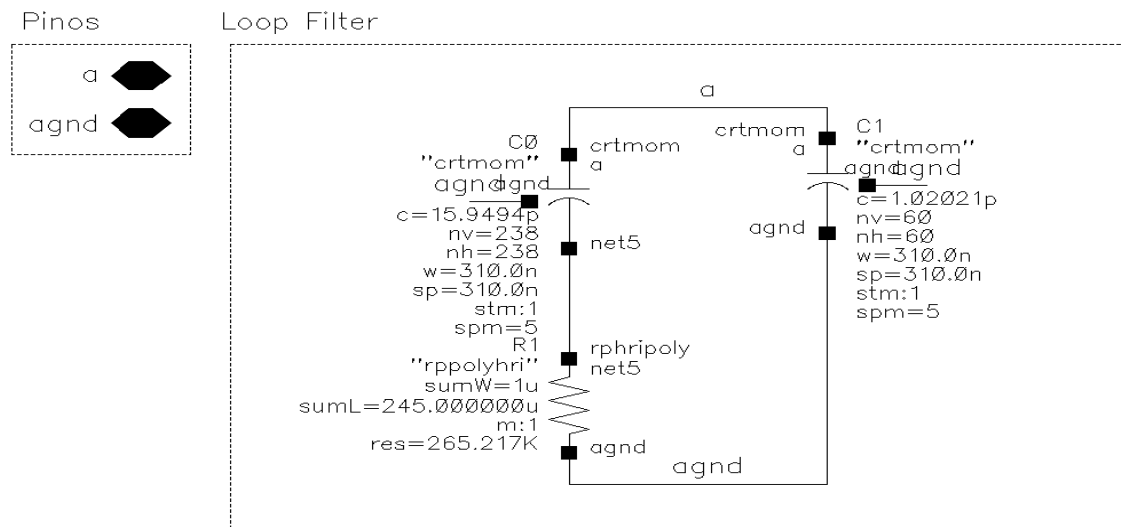 Pinos
a
agnd
Loop Filter
a
C0
"crtmom"
agnd
agnd
crtmom
a
c=15.9494p
nv=238
nh=238
w=310.0n
sp=310.0n
stm:1
spm=5
net5
R1
"rppolyhri"
sumW=1u
sumL=245.000000u
m:1
res=265.217K
rphripoly
net5
agnd
agnd
crtmom
a
C1
"crtmom"
agnd
agnd
c=1.02021p
nv=60
nh=60
w=310.0n
sp=310.0n
stm:1
spm=5
agnd